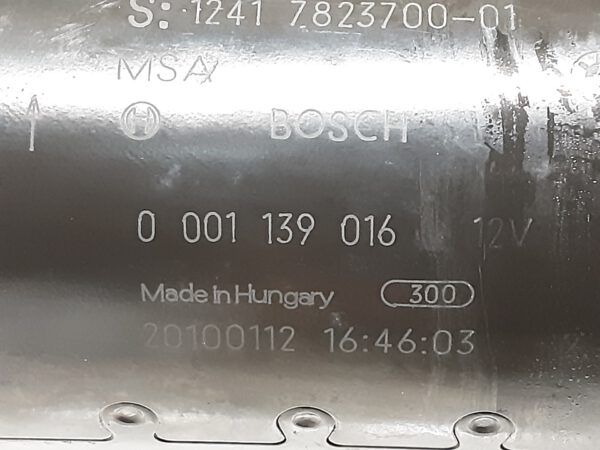 S: 1241 7823700-01
MSA
BOSCH
0 001 139 016 12V
Made in Hungary 300
20100112 16:46:03